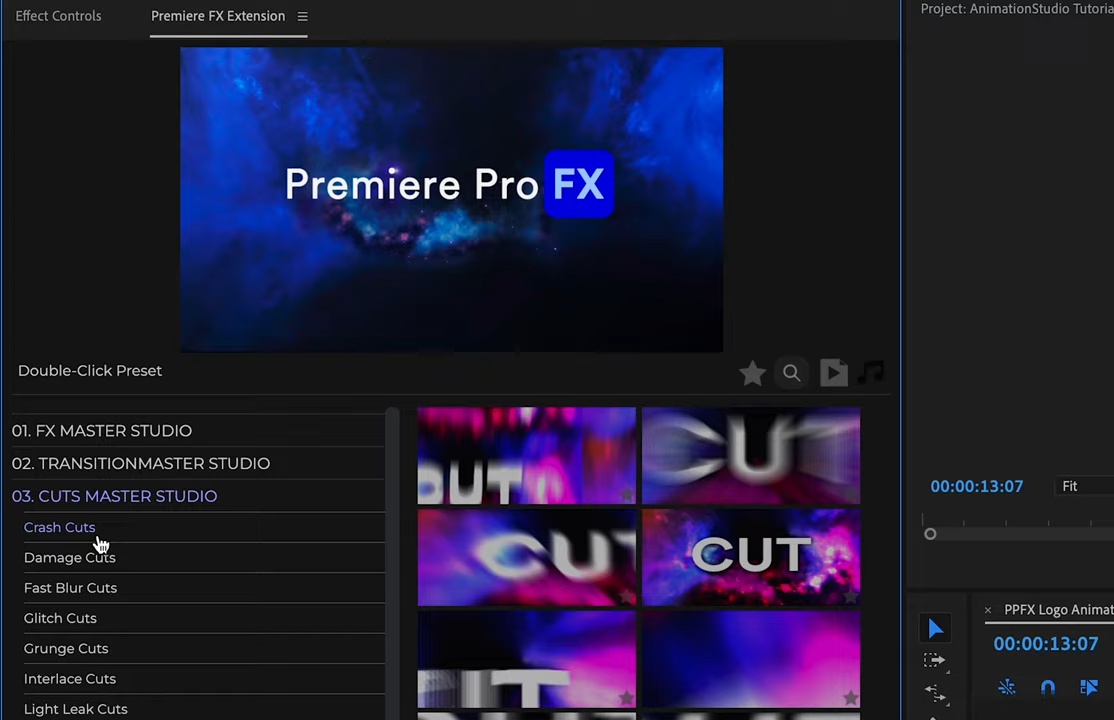 Effect Controls
Premiere FX Extension
Project: AnimationStudio Tutoria
Premiere Pro FX
Double-Click Preset
01. FX MASTER STUDIO
02. TRANSITIONMASTER STUDIO
03. CUTS MASTER STUDIO
Crash Cuts
Damage Cuts
Fast Blur Cuts
Glitch Cuts
Grunge Cuts
Interlace Cuts
Light Leak Cuts
CUT
CUT
CUT
00:00:13:07
Fit
PPFX Logo Animat
00:00:13:07